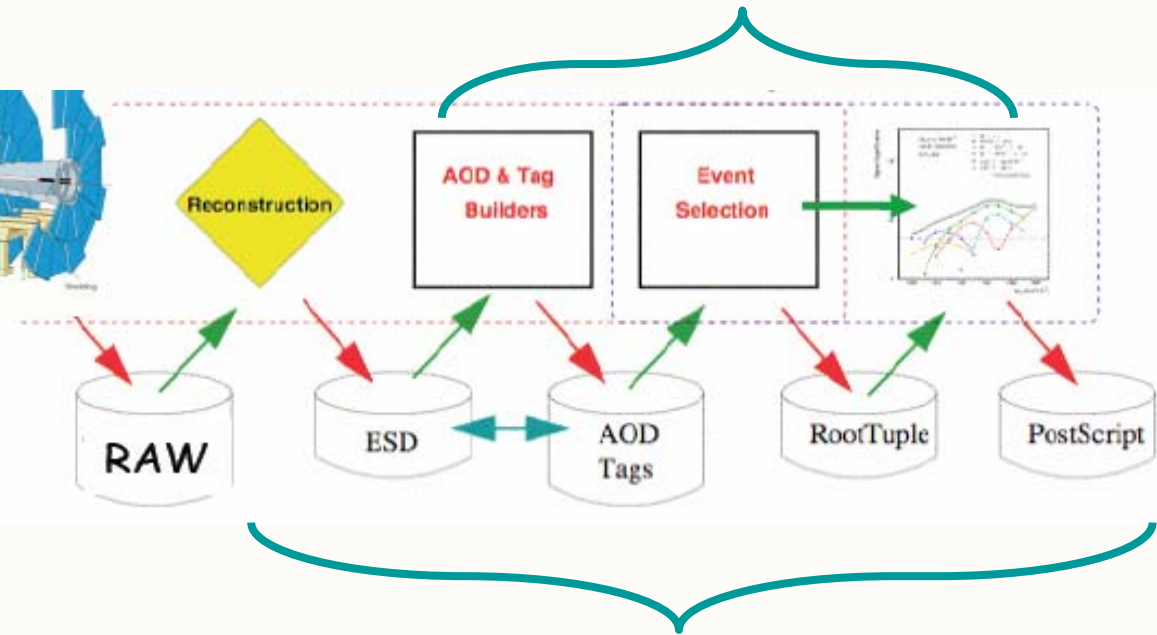 Reconstruction
AOD & Tag
Builders
Event
Selection
RAW
ESD
AOD
Tags
RootTuple
PostScript